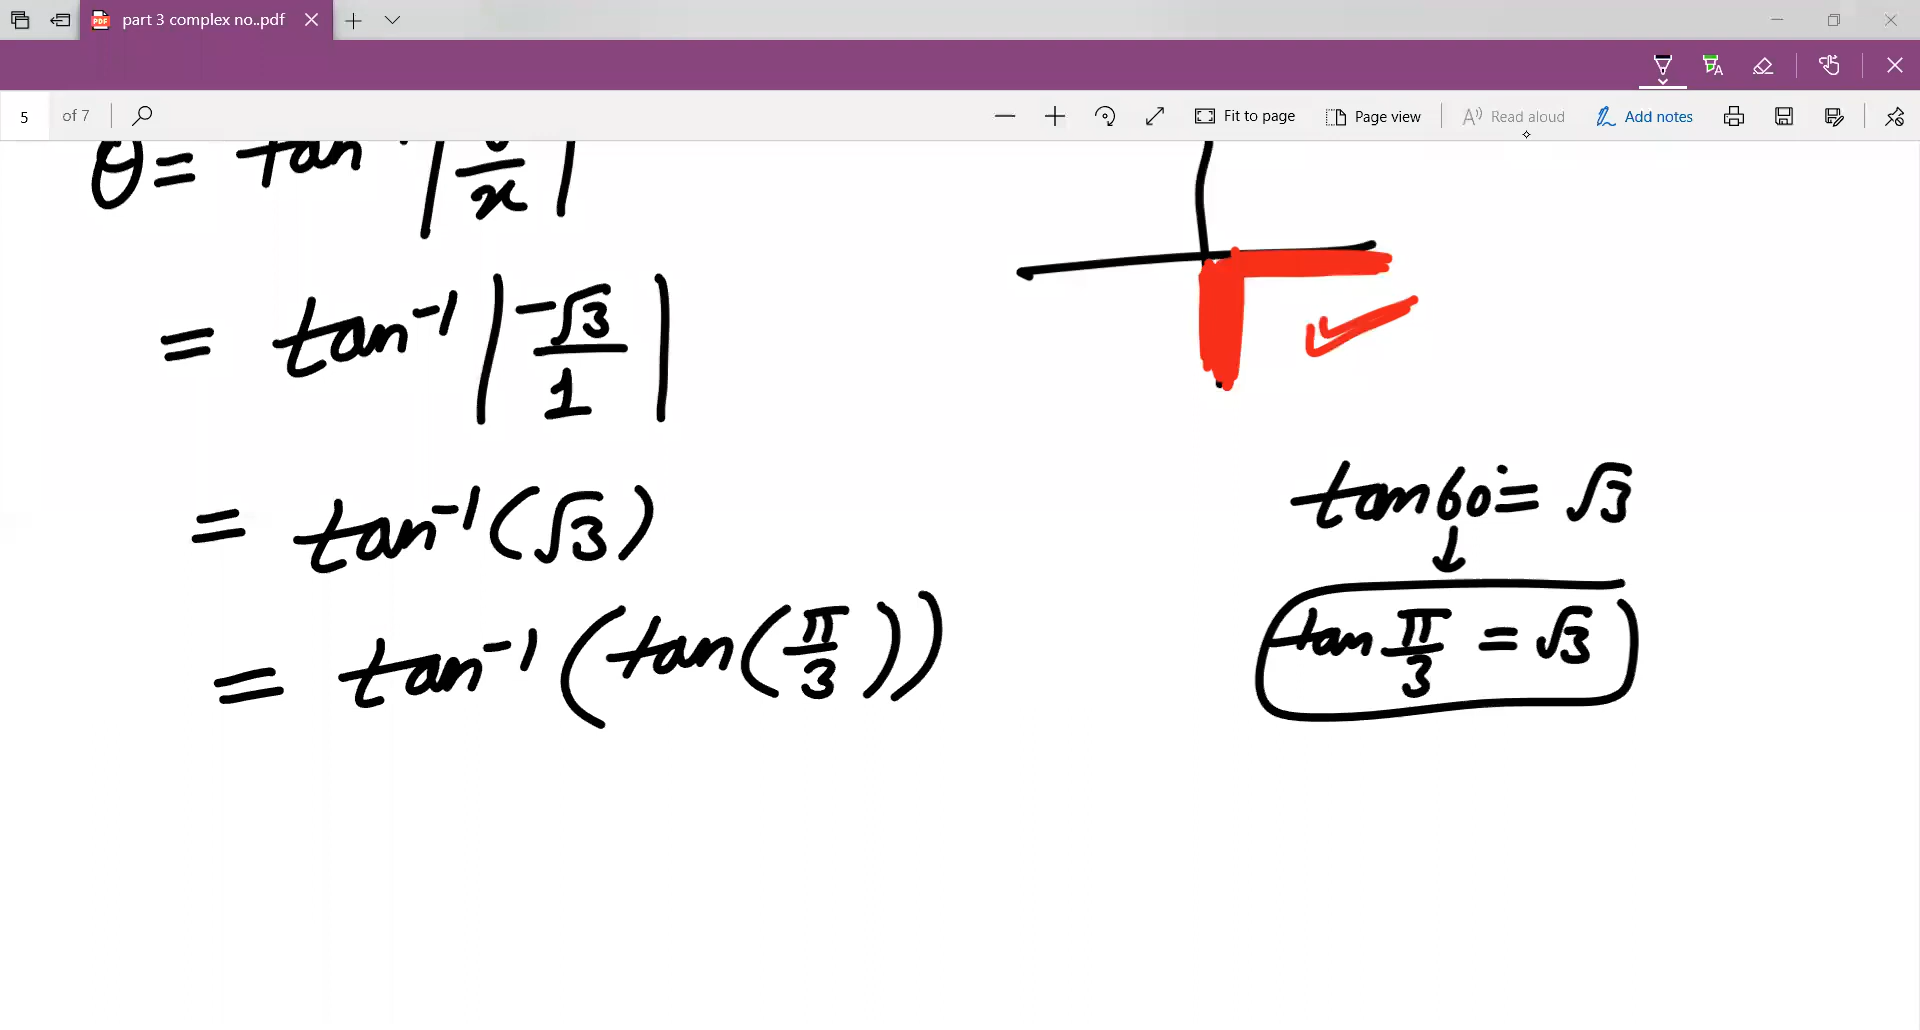 part 3 complex no..pdf
5 of 7
Fit to page
Page view
Read aloud
Add notes
θ = tan | x |
= tan⁻¹ | -√3 / 1 |
= tan⁻¹ (√3)
= tan⁻¹ (tan (π/3))
tan 60° = √3
↓
tan π/3 = √3